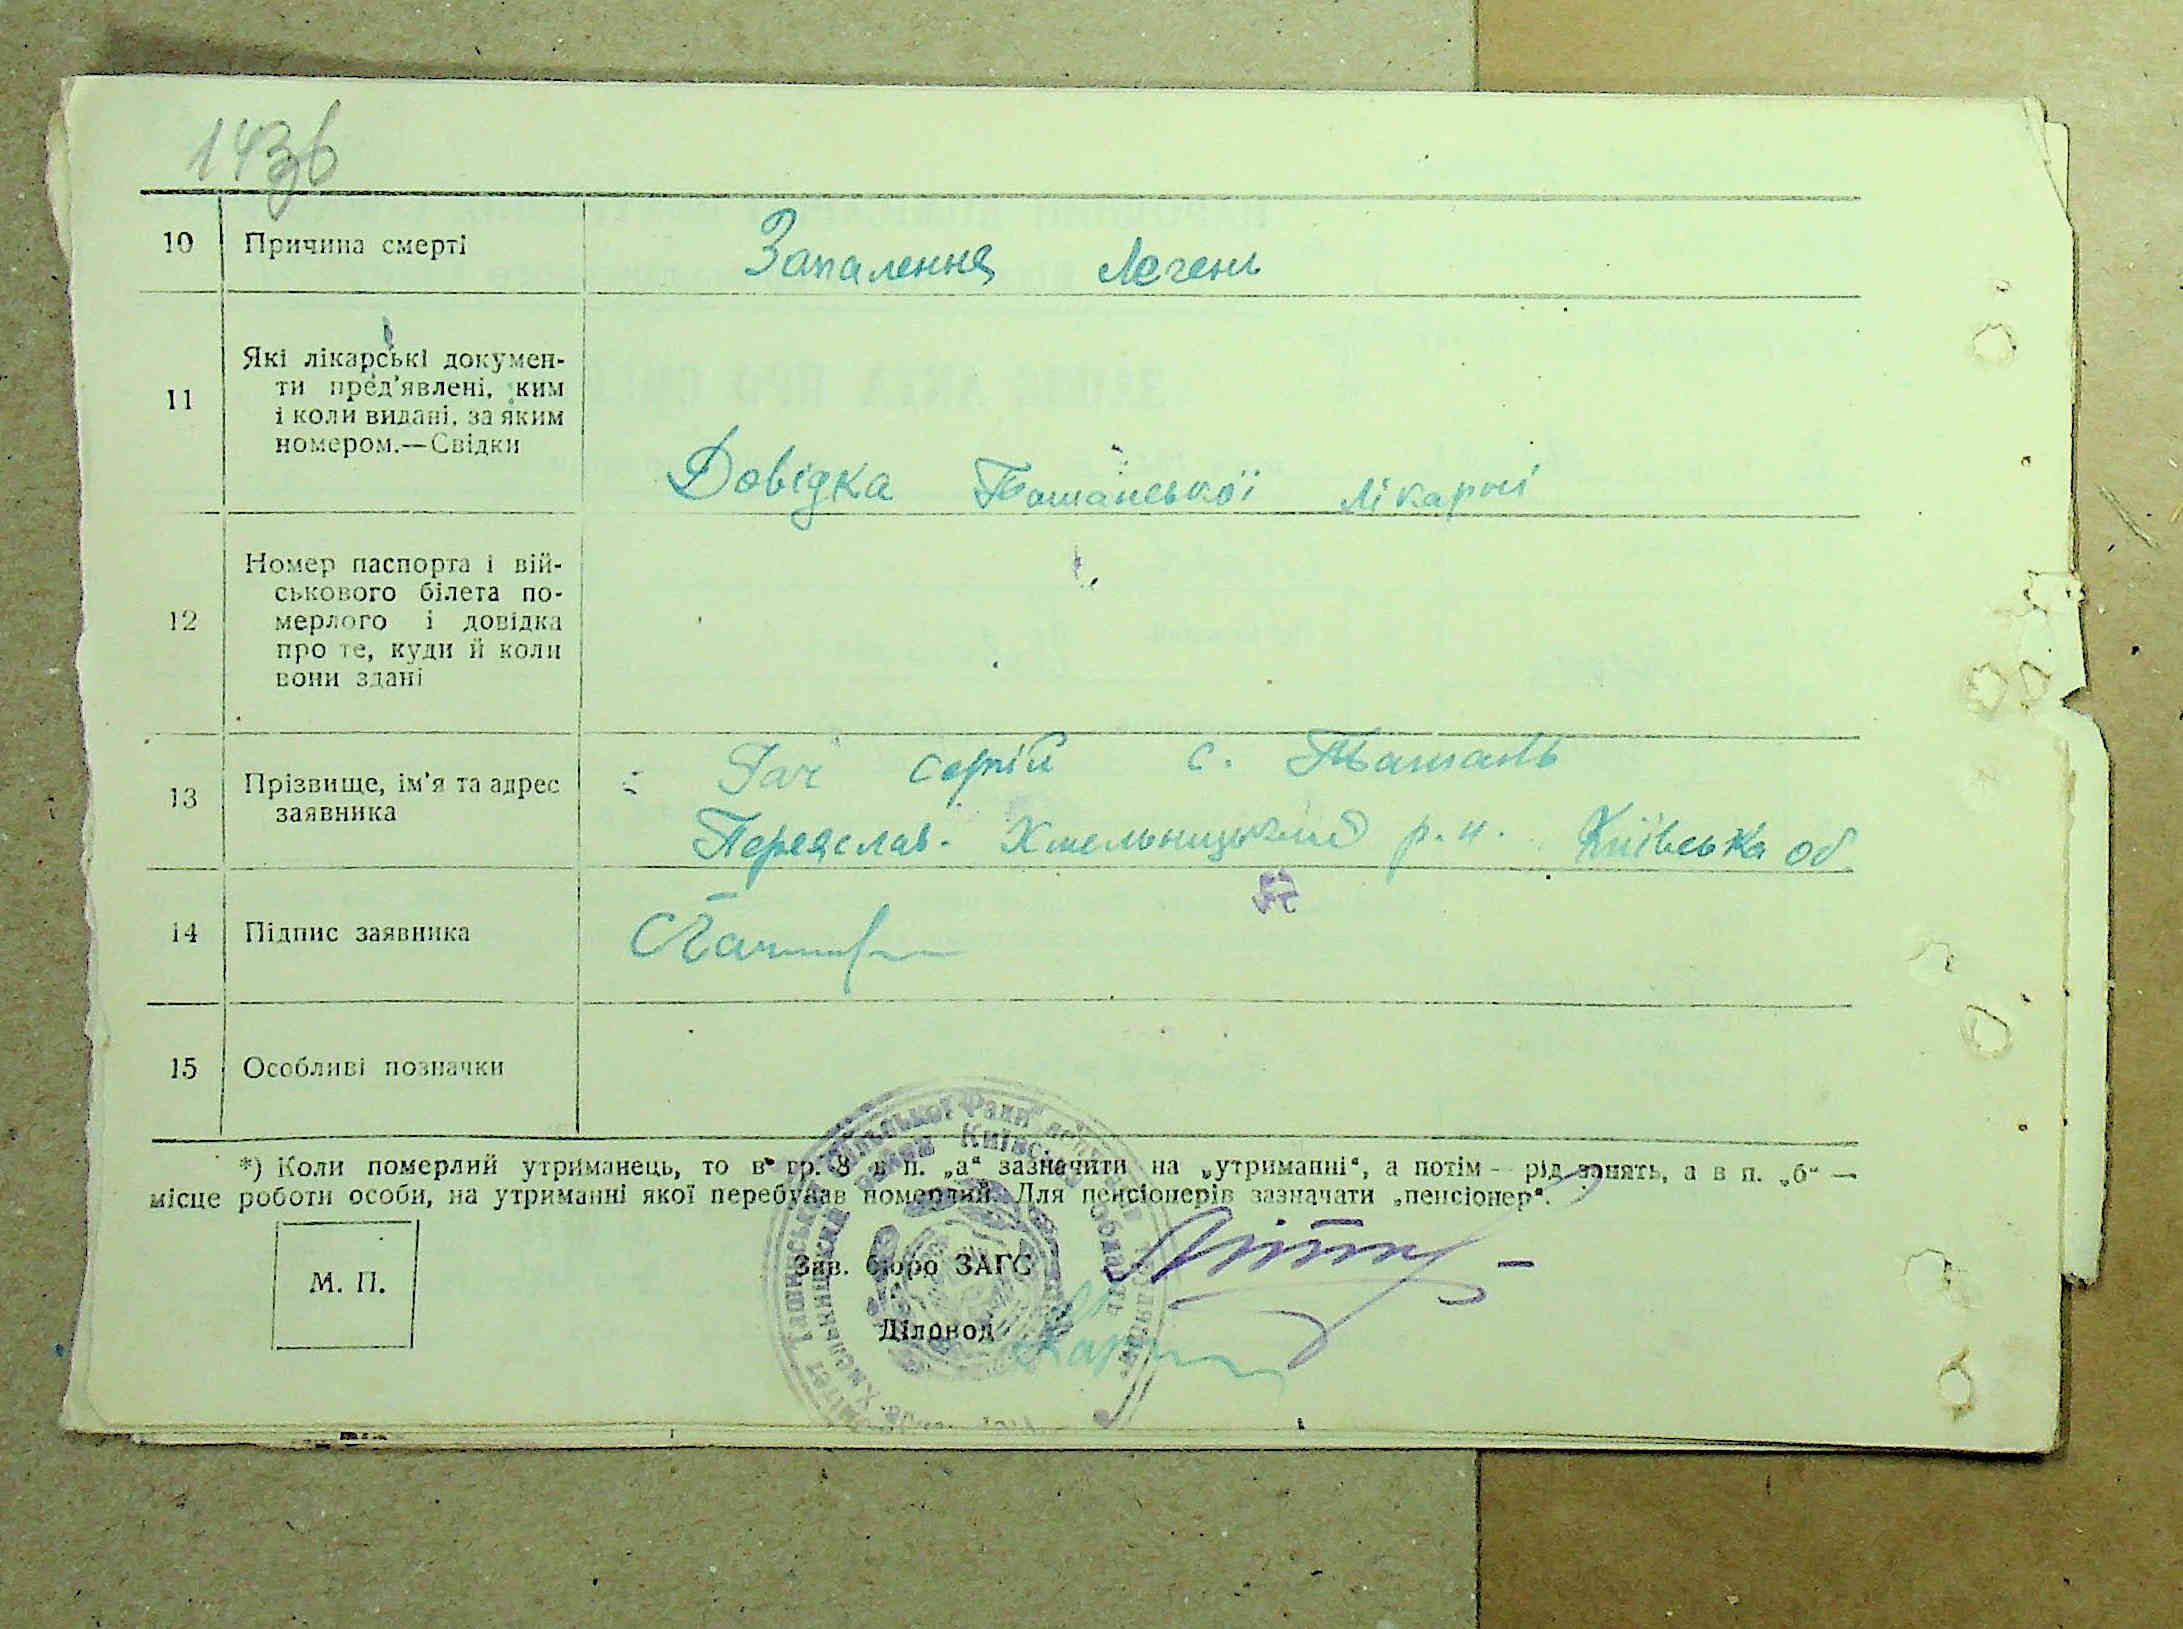 143зв
10 Причина смерті Запалення легень
11 Які лікарські докумен-
ти пред’явлені, ким
і коли видані, за яким
номером.—Свідки
Довідка Ташанської лікарні
12 Номер паспорта і вій-
ськового білета по-
мерлого і довідка
про те, куди й коли
вони здані
13 Прізвище, ім’я та адрес
заявника
Гач Сергій с. Ташань
Переяслав-Хмельницький р.н. Київська об
14 Підпис заявника
15 Особливі позначки
*) Коли померлий утриманець, то в гр. 8 в п. „а“ зазначити на „утриманні“, а потім — рід занять, а в п. „б“ —
місце роботи особи, на утриманні якої перебував померлий. Для пенсіонерів зазначати „пенсіонер“.
М. П.
Зав. бюро ЗАГС
Діловод